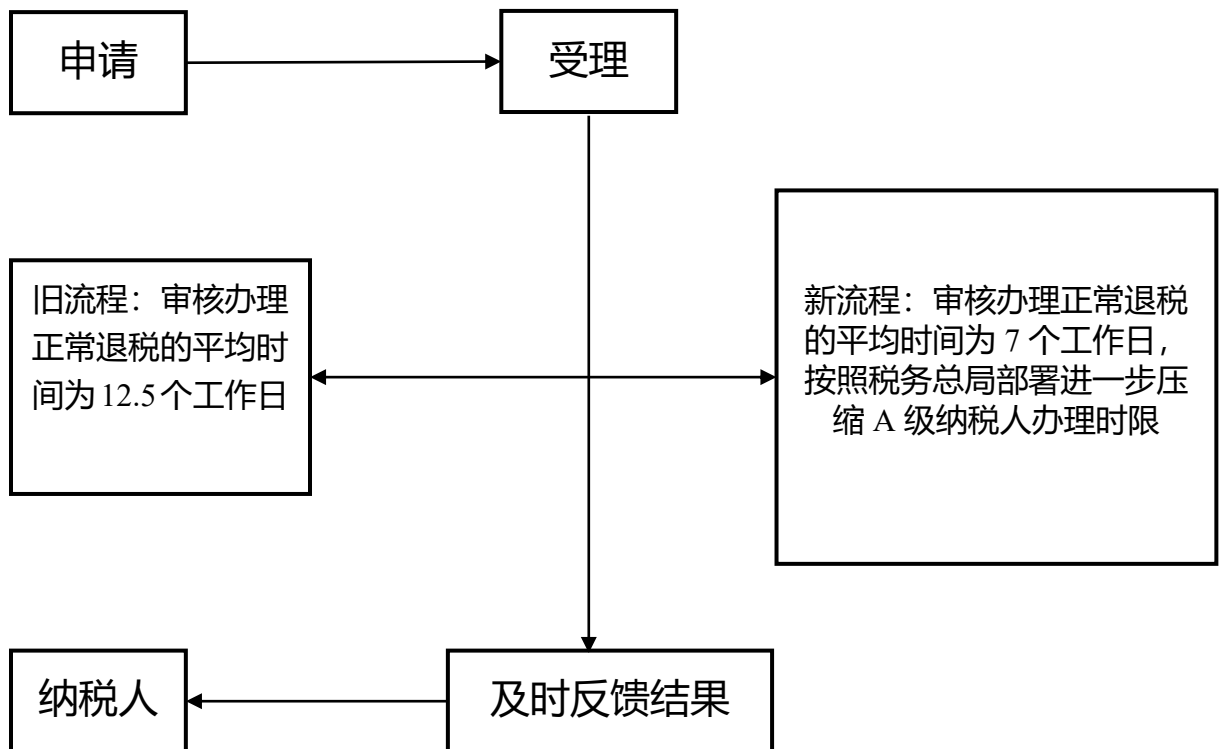 申请
受理
旧流程：审核办理
正常退税的平均时
间为 12.5 个工作日
新流程：审核办理正常退税
的平均时间为 7 个工作日，
按照税务总局部署进一步压
缩 A 级纳税人办理时限
纳税人
及时反馈结果